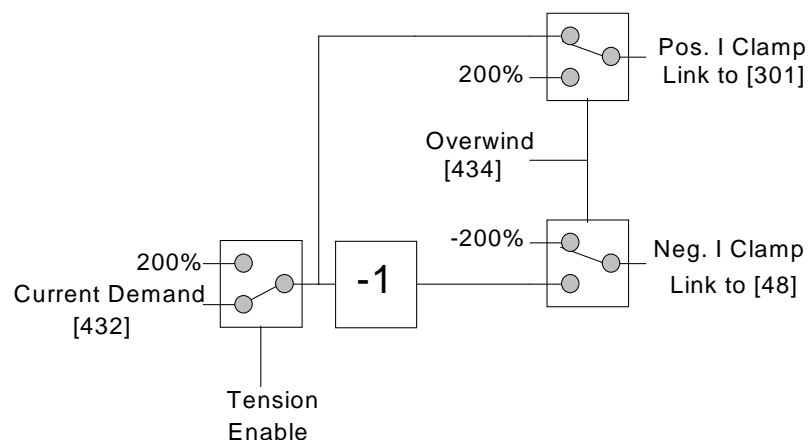 Pos. I Clamp
Link to [301]
200%
Overwind
[434]
-200%
Neg. I Clamp
Link to [48]
200%
Current Demand
[432]
-1
Tension
Enable